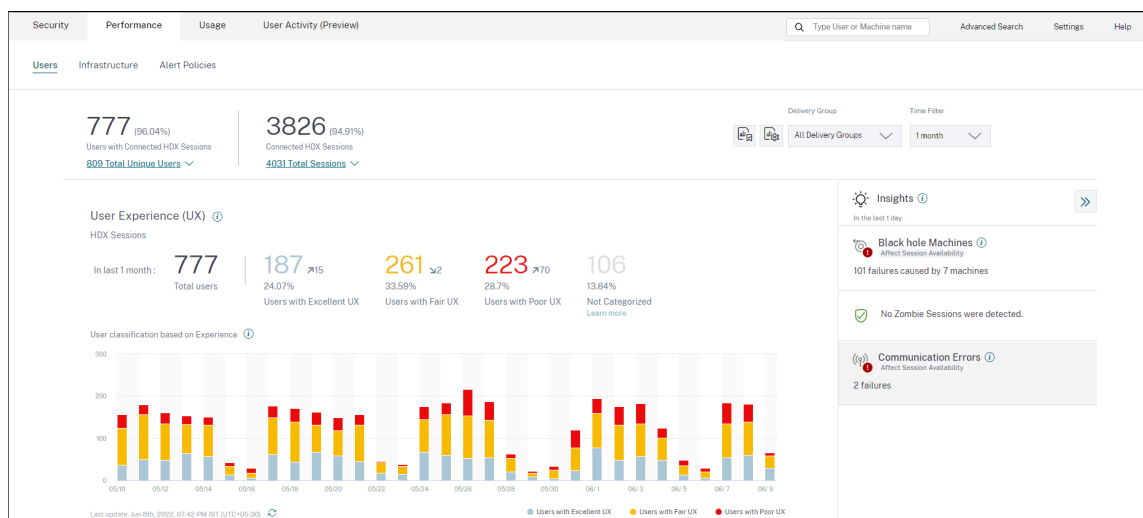 Security Performance Usage User Activity (Preview) Type User or Machine name Advanced Search Settings Help
Users Infrastructure Alert Policies
777 (96.04%) 3826 (94.91%)
Users with Connected HDX Sessions Connected HDX Sessions
809 Total Unique Users 4031 Total Sessions
Delivery Group Time Filter
All Delivery Groups 1 month
User Experience (UX)
HDX Sessions
In last 1 month : 777 187 15 261 2 223 70 106
Total users 24.07% 33.59% 28.7% 13.64%
Users with Excellent UX Users with Fair UX Users with Poor UX Not Categorized
Learn more
User classification based on Experience
300
200
100
0
05/10 05/12 05/14 05/16 05/18 05/20 05/22 05/24 05/26 05/28 05/30 06/1 06/3 06/5 06/7 06/9
Last update: Jun 8th, 2022, 07:42 PM IST (UTC+05:30) Users with Excellent UX Users with Fair UX Users with Poor UX
Insights
In the last 1 day
Black hole Machines
Affect Session Availability
101 failures caused by 7 machines
No Zombie Sessions were detected.
Communication Errors
Affect Session Availability
2 failures